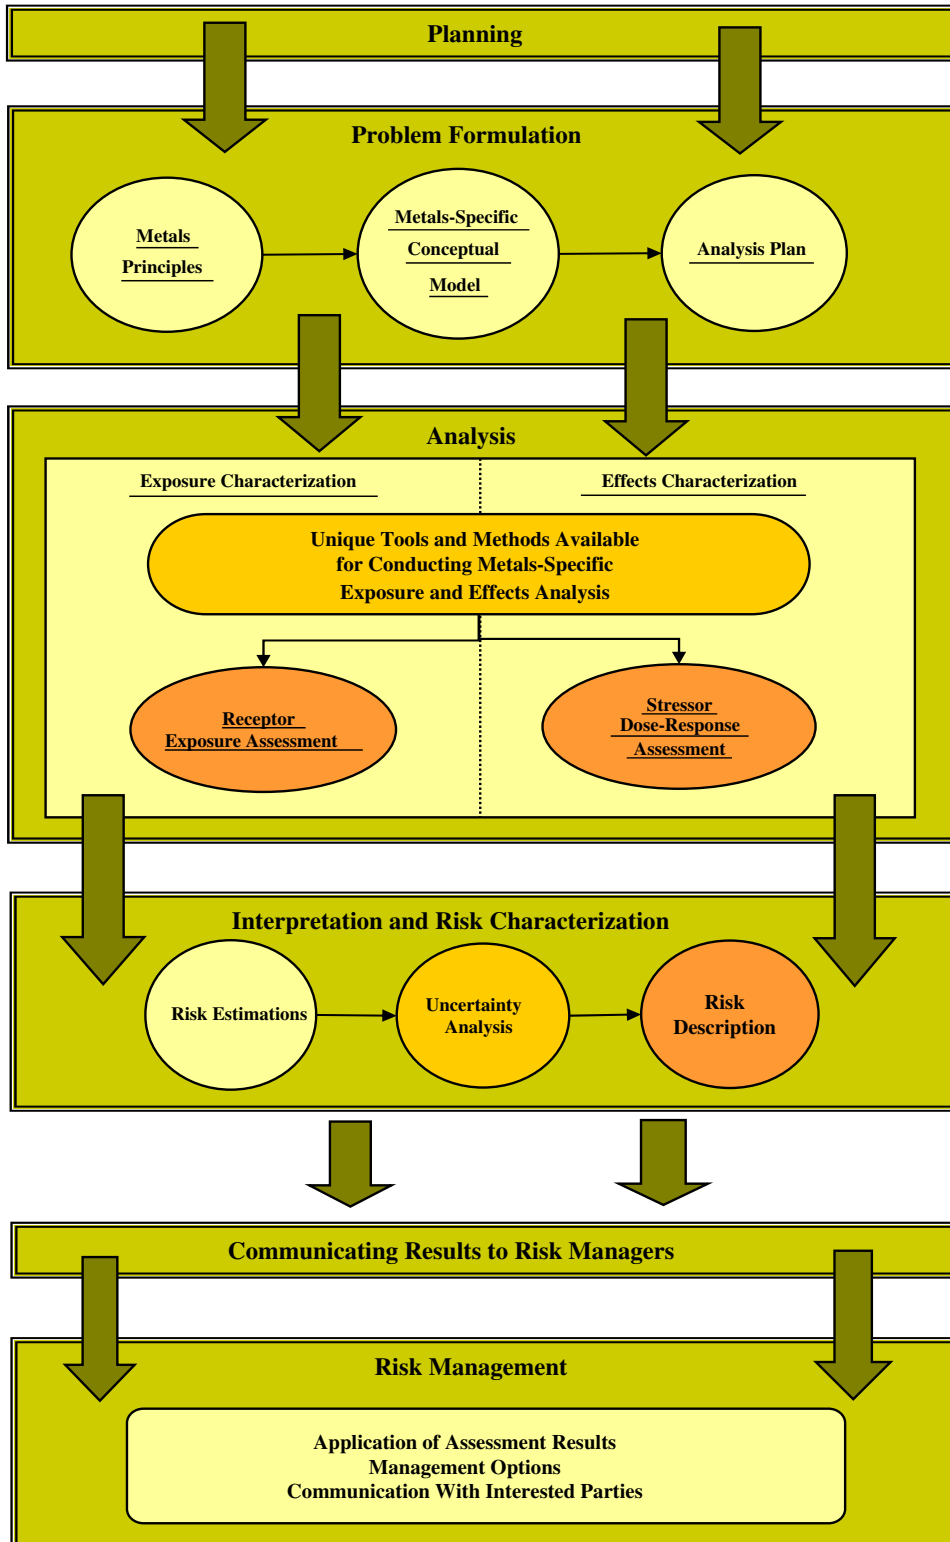 Planning
Problem Formulation
Metals
Principles
Metals-Specific
Conceptual
Model
Analysis Plan
Analysis
Exposure Characterization
Effects Characterization
Unique Tools and Methods Available
for Conducting Metals-Specific
Exposure and Effects Analysis
Receptor
Exposure Assessment
Stressor
Dose-Response
Assessment
Interpretation and Risk Characterization
Risk Estimations
Uncertainty
Analysis
Risk
Description
Communicating Results to Risk Managers
Risk Management
Application of Assessment Results
Management Options
Communication With Interested Parties